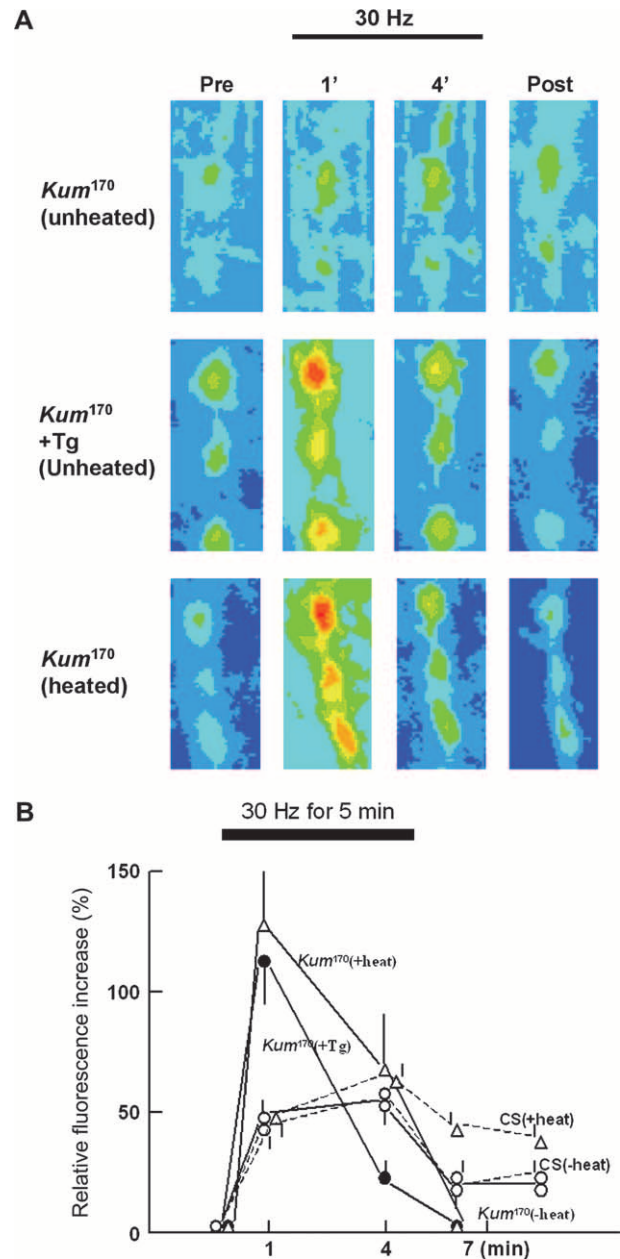 A
30 Hz
Pre 1' 4' Post
Kum170
(unheated)
Kum170
+Tg
(Unheated)
Kum170
(heated)
B
30 Hz for 5 min
150
100
50
0
Relative fluorescence increase (%)
Kum170(+heat)
Kum170(+Tg)
CS(+heat)
CS(-heat)
Kum170(-heat)
1 4 7 (min)